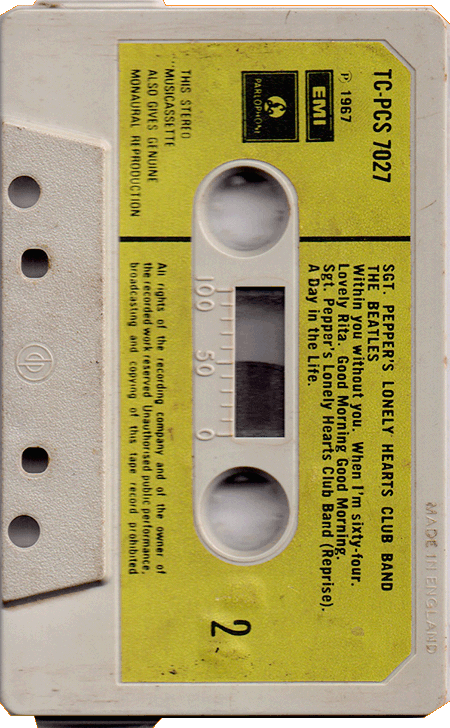 TC-PCS 7027
EMI
PARLOPHONE
℗ 1967
THIS STEREO
"MUSICASSETTE
ALSO GIVES GENUINE
MONAURAL REPRODUCTION
SGT. PEPPER'S LONELY HEARTS CLUB BAND
THE BEATLES
Within you without you. When I'm sixty-four.
Lovely Rita. Good Morning Good Morning.
Sgt. Pepper's Lonely Hearts Club Band (Reprise).
A Day in the Life.
100 50 0
All rights of the recording company and of the owner of
the recorded work reserved Unauthorised public performance,
broadcasting and copying of this tape record prohibited
2
MADE IN ENGLAND